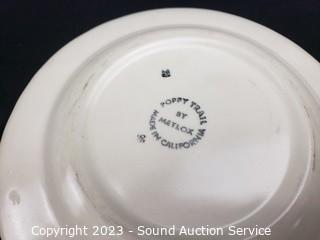 POPPY TRAIL
BY
METLOX
MADE IN CALIFORNIA
Copyright 2023 - Sound Auction Service